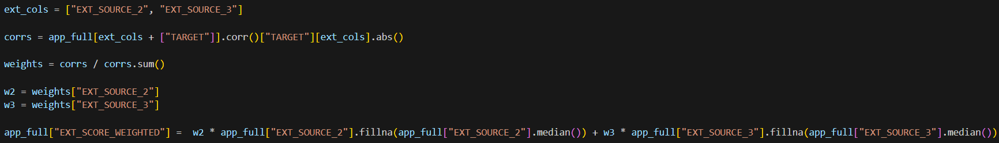 ext_cols = ["EXT_SOURCE_2", "EXT_SOURCE_3"]
corrs = app_full[ext_cols + ["TARGET"]].corr()["TARGET"][ext_cols].abs()
weights = corrs / corrs.sum()
w2 = weights["EXT_SOURCE_2"]
w3 = weights["EXT_SOURCE_3"]
app_full["EXT_SCORE_WEIGHTED"] =  w2 * app_full["EXT_SOURCE_2"].fillna(app_full["EXT_SOURCE_2"].median()) + w3 * app_full["EXT_SOURCE_3"].fillna(app_full["EXT_SOURCE_3"].median())